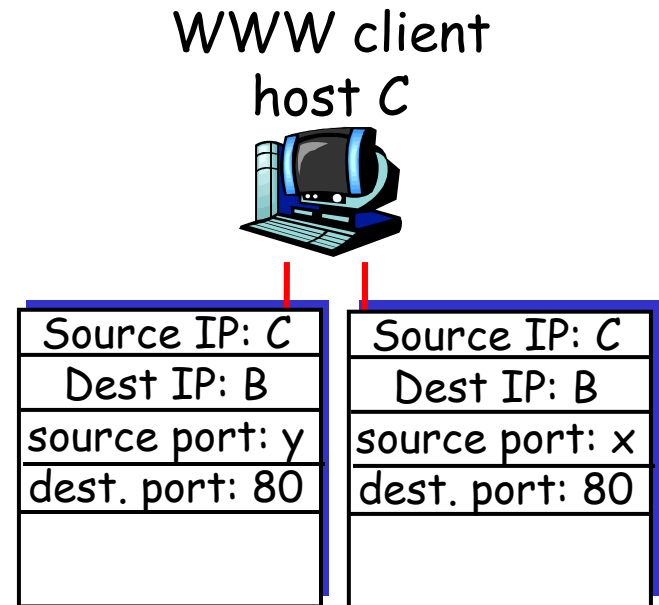 WWW client
host C
Source IP: C
Dest IP: B
source port: y
dest. port: 80
Source IP: C
Dest IP: B
source port: x
dest. port: 80